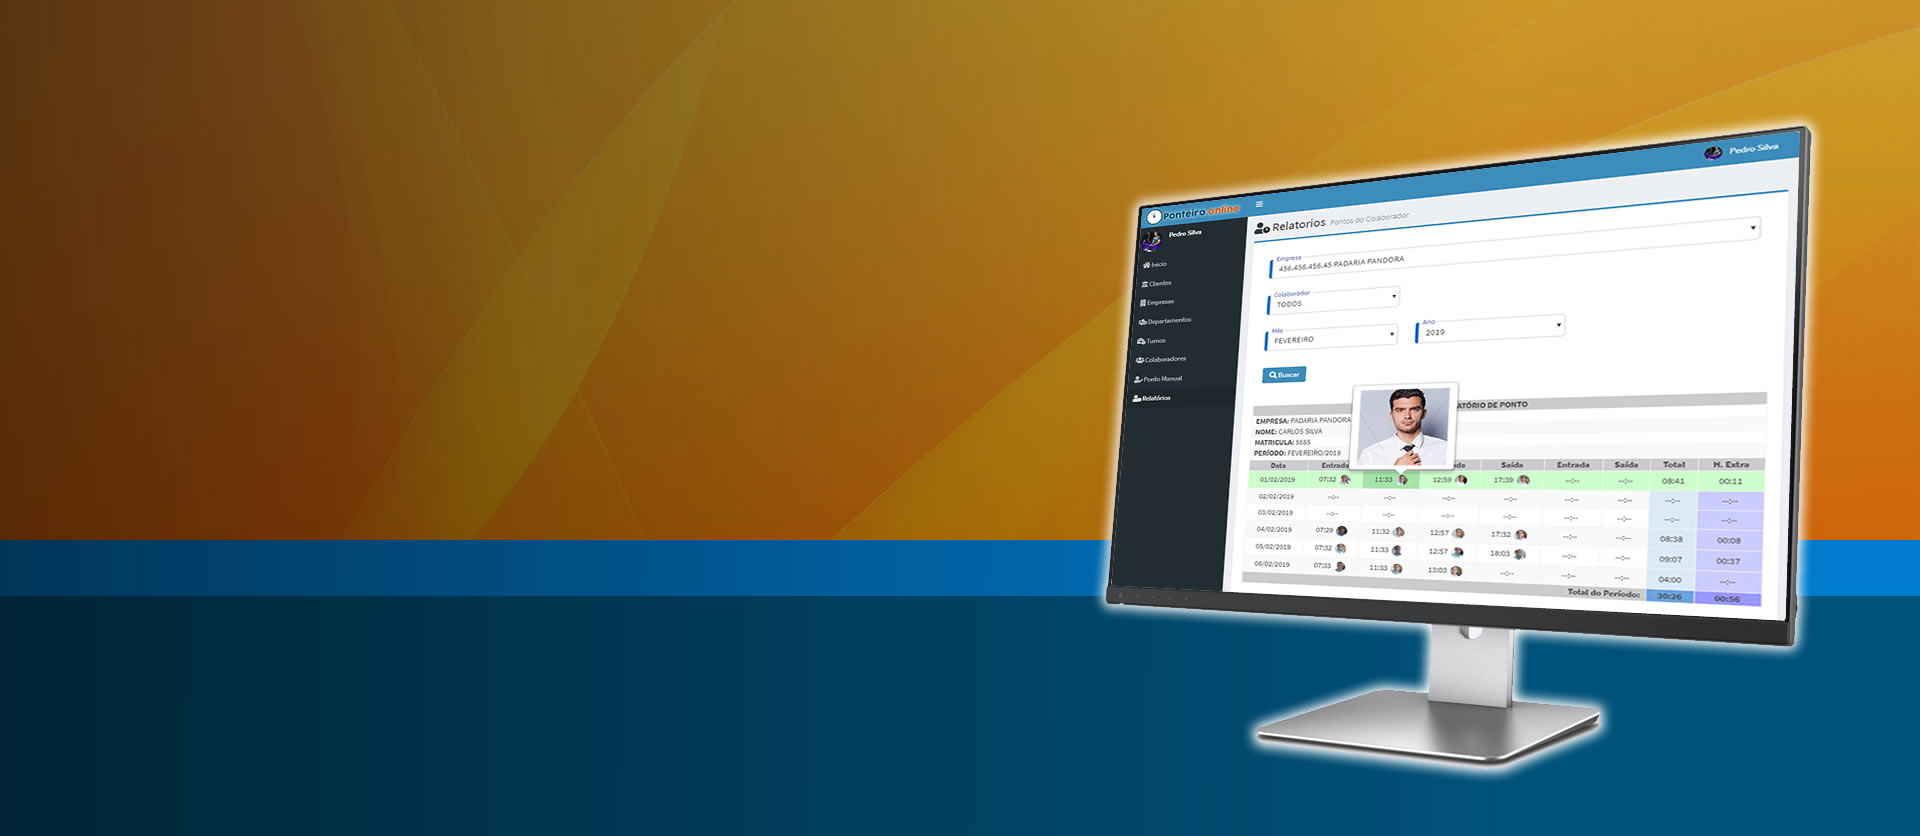 Ponteiro.online
Pedro Silva
Pedro Silva
Início
Clientes
Empresas
Departamentos
Turnos
Colaboradores
Ponto Manual
Relatórios
Relatorios Pontos do Colaborador
Empresa
456.456.456.45 PADARIA PANDORA
Colaborador
TODOS
Mês
FEVEREIRO
Ano
2019
Buscar
ATÓRIO DE PONTO
EMPRESA: PADARIA PANDORA
NOME: CARLOS SILVA
MATRICULA: 5555
PERÍODO: FEVEREIRO/2019
Data Entrada da Saída Entrada Saída Total H. Extra
01/02/2019 07:32 11:33 12:59 17:39 --:-- --:-- 08:41 00:11
02/02/2019 --:-- --:-- --:-- --:-- --:-- --:-- --:-- --:--
03/02/2019 --:-- --:-- --:-- --:-- --:-- --:-- --:-- --:--
04/02/2019 07:29 11:32 12:57 17:32 --:-- --:-- 08:38 00:08
05/02/2019 07:32 11:33 12:57 18:03 --:-- --:-- 09:07 00:37
06/02/2019 07:33 11:33 13:03 --:-- --:-- --:-- 04:00 --:--
Total do Período: 30:26 00:56